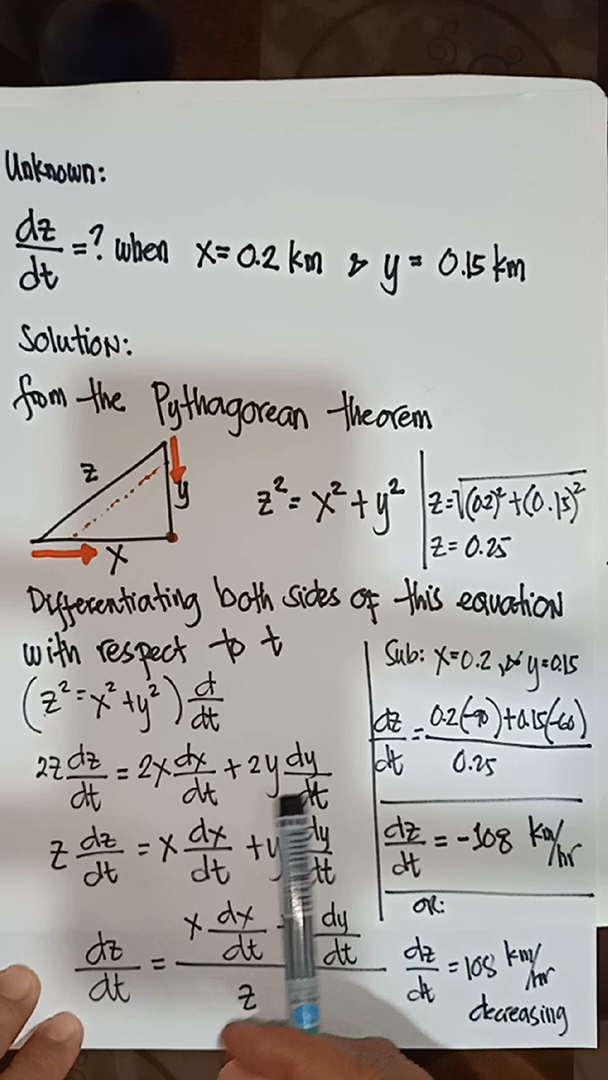 Unknown:
dz/dt = ? when x = 0.2 km & y = 0.15 km
Solution:
from the Pythagorean theorem
z
y
x
z² = x² + y²
z = √(0.2)² + (0.15)²
z = 0.25
Differentiating both sides of this equation
with respect to t
(z² = x² + y²) d/dt
2z dz/dt = 2x dx/dt + 2y dy/dt
z dz/dt = x dx/dt + y dy/dt
dz/dt = x dx/dt dy/dt / z
Sub: x = 0.2 & y = 0.15
dz/dt = 0.2(-90) + 0.15(-60) / 0.25
dz/dt = -108 km/hr
OR:
dz/dt = 108 km/hr
decreasing